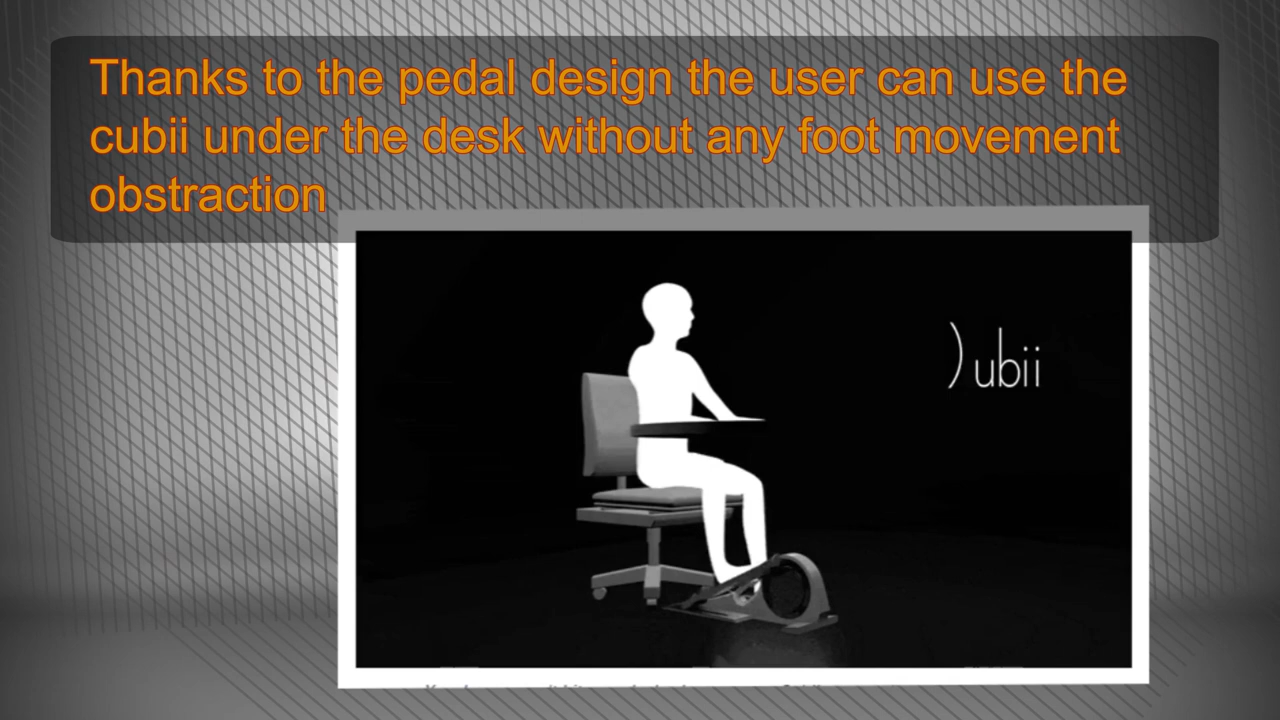 Thanks to the pedal design the user can use the
cubii under the desk without any foot movement
obstraction
ubii